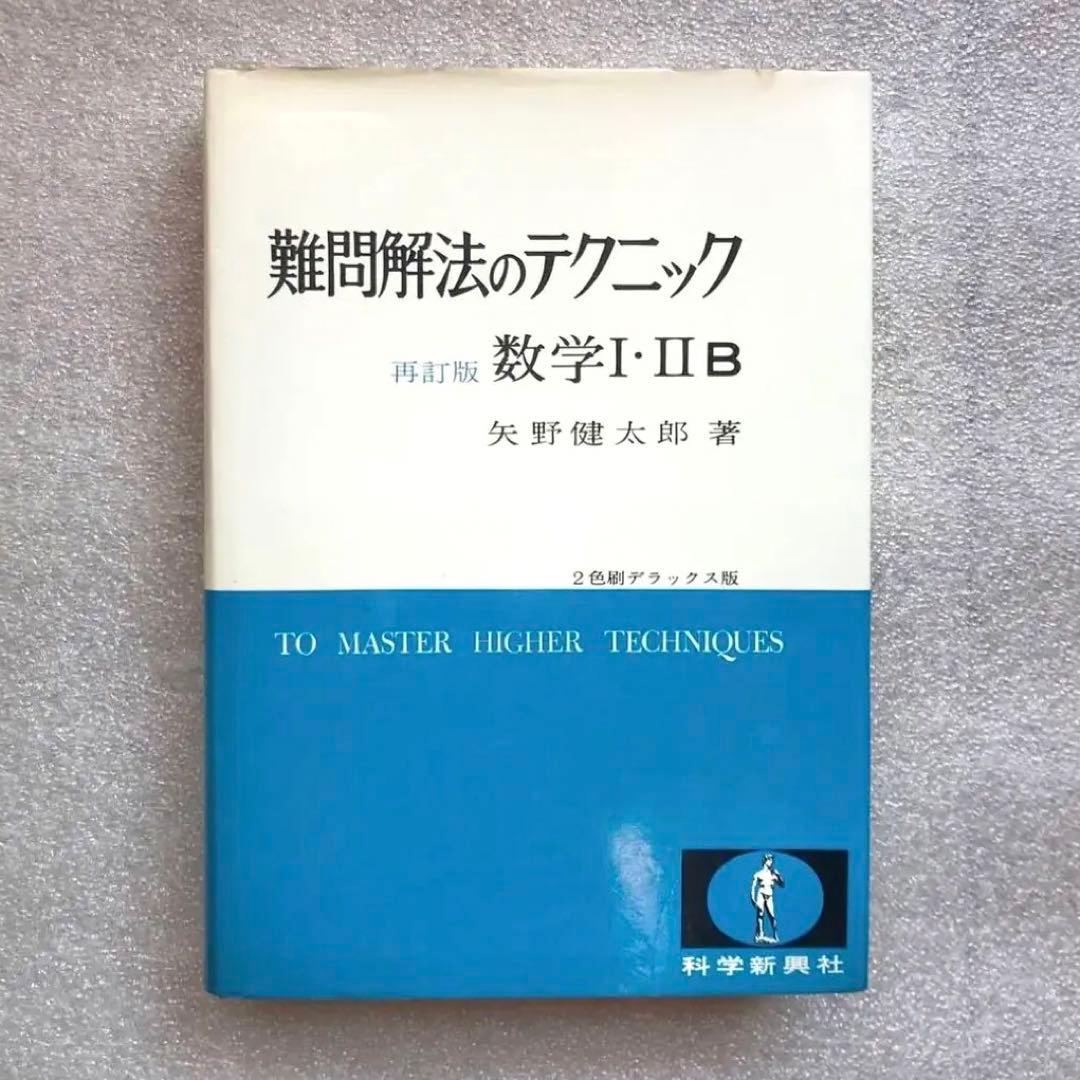 難問解法のテクニック
再訂版 数学I・IIB
矢野健太郎 著
2色刷デラックス版
TO MASTER HIGHER TECHNIQUES
科学新興社